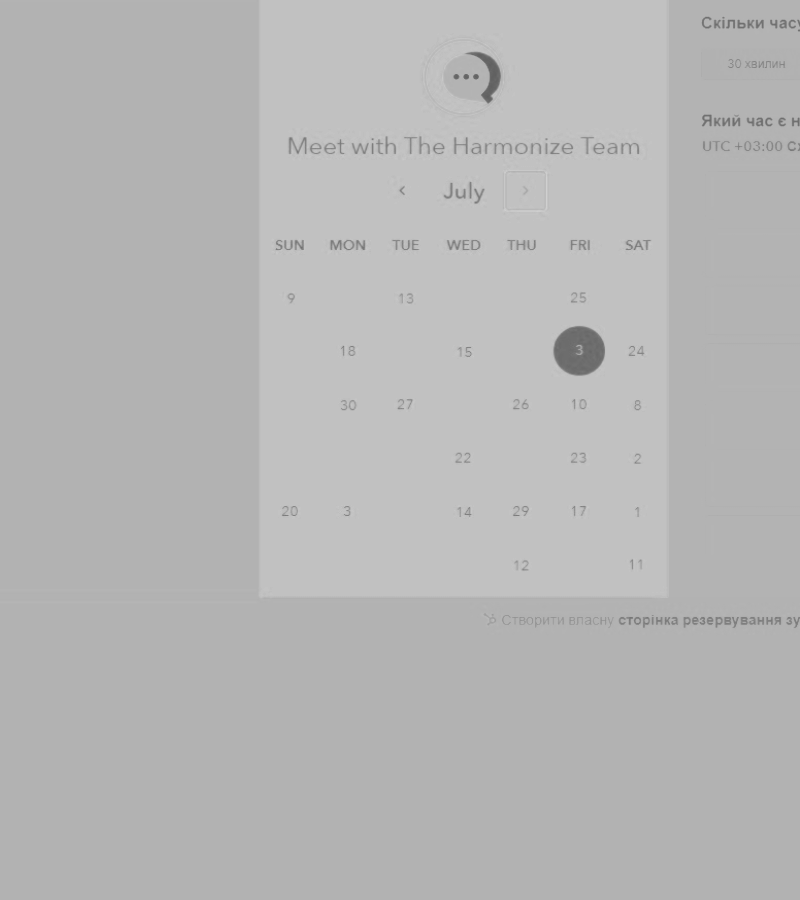 Скільки часу
30 хвилин
Meet with The Harmonize Team
Який час є н
UTC +03:00 Сх
July
SUN MON TUE WED THU FRI SAT
9 13 25
18 15 3 24
30 27 26 10 8
22 23 2
20 3 14 29 17 1
12 11
Створити власну сторінка резервування зу